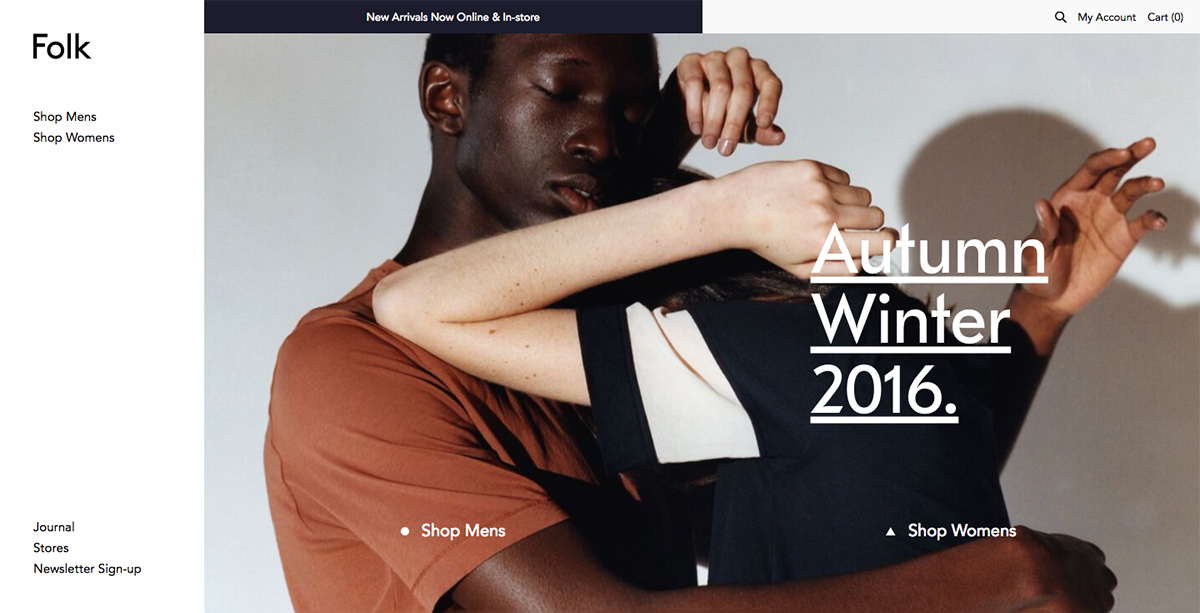 Folk
Shop Mens
Shop Womens
Journal
Stores
Newsletter Sign-up
New Arrivals Now Online & In-store
My Account
Cart (0)
Autumn
Winter
2016.
Shop Mens
Shop Womens